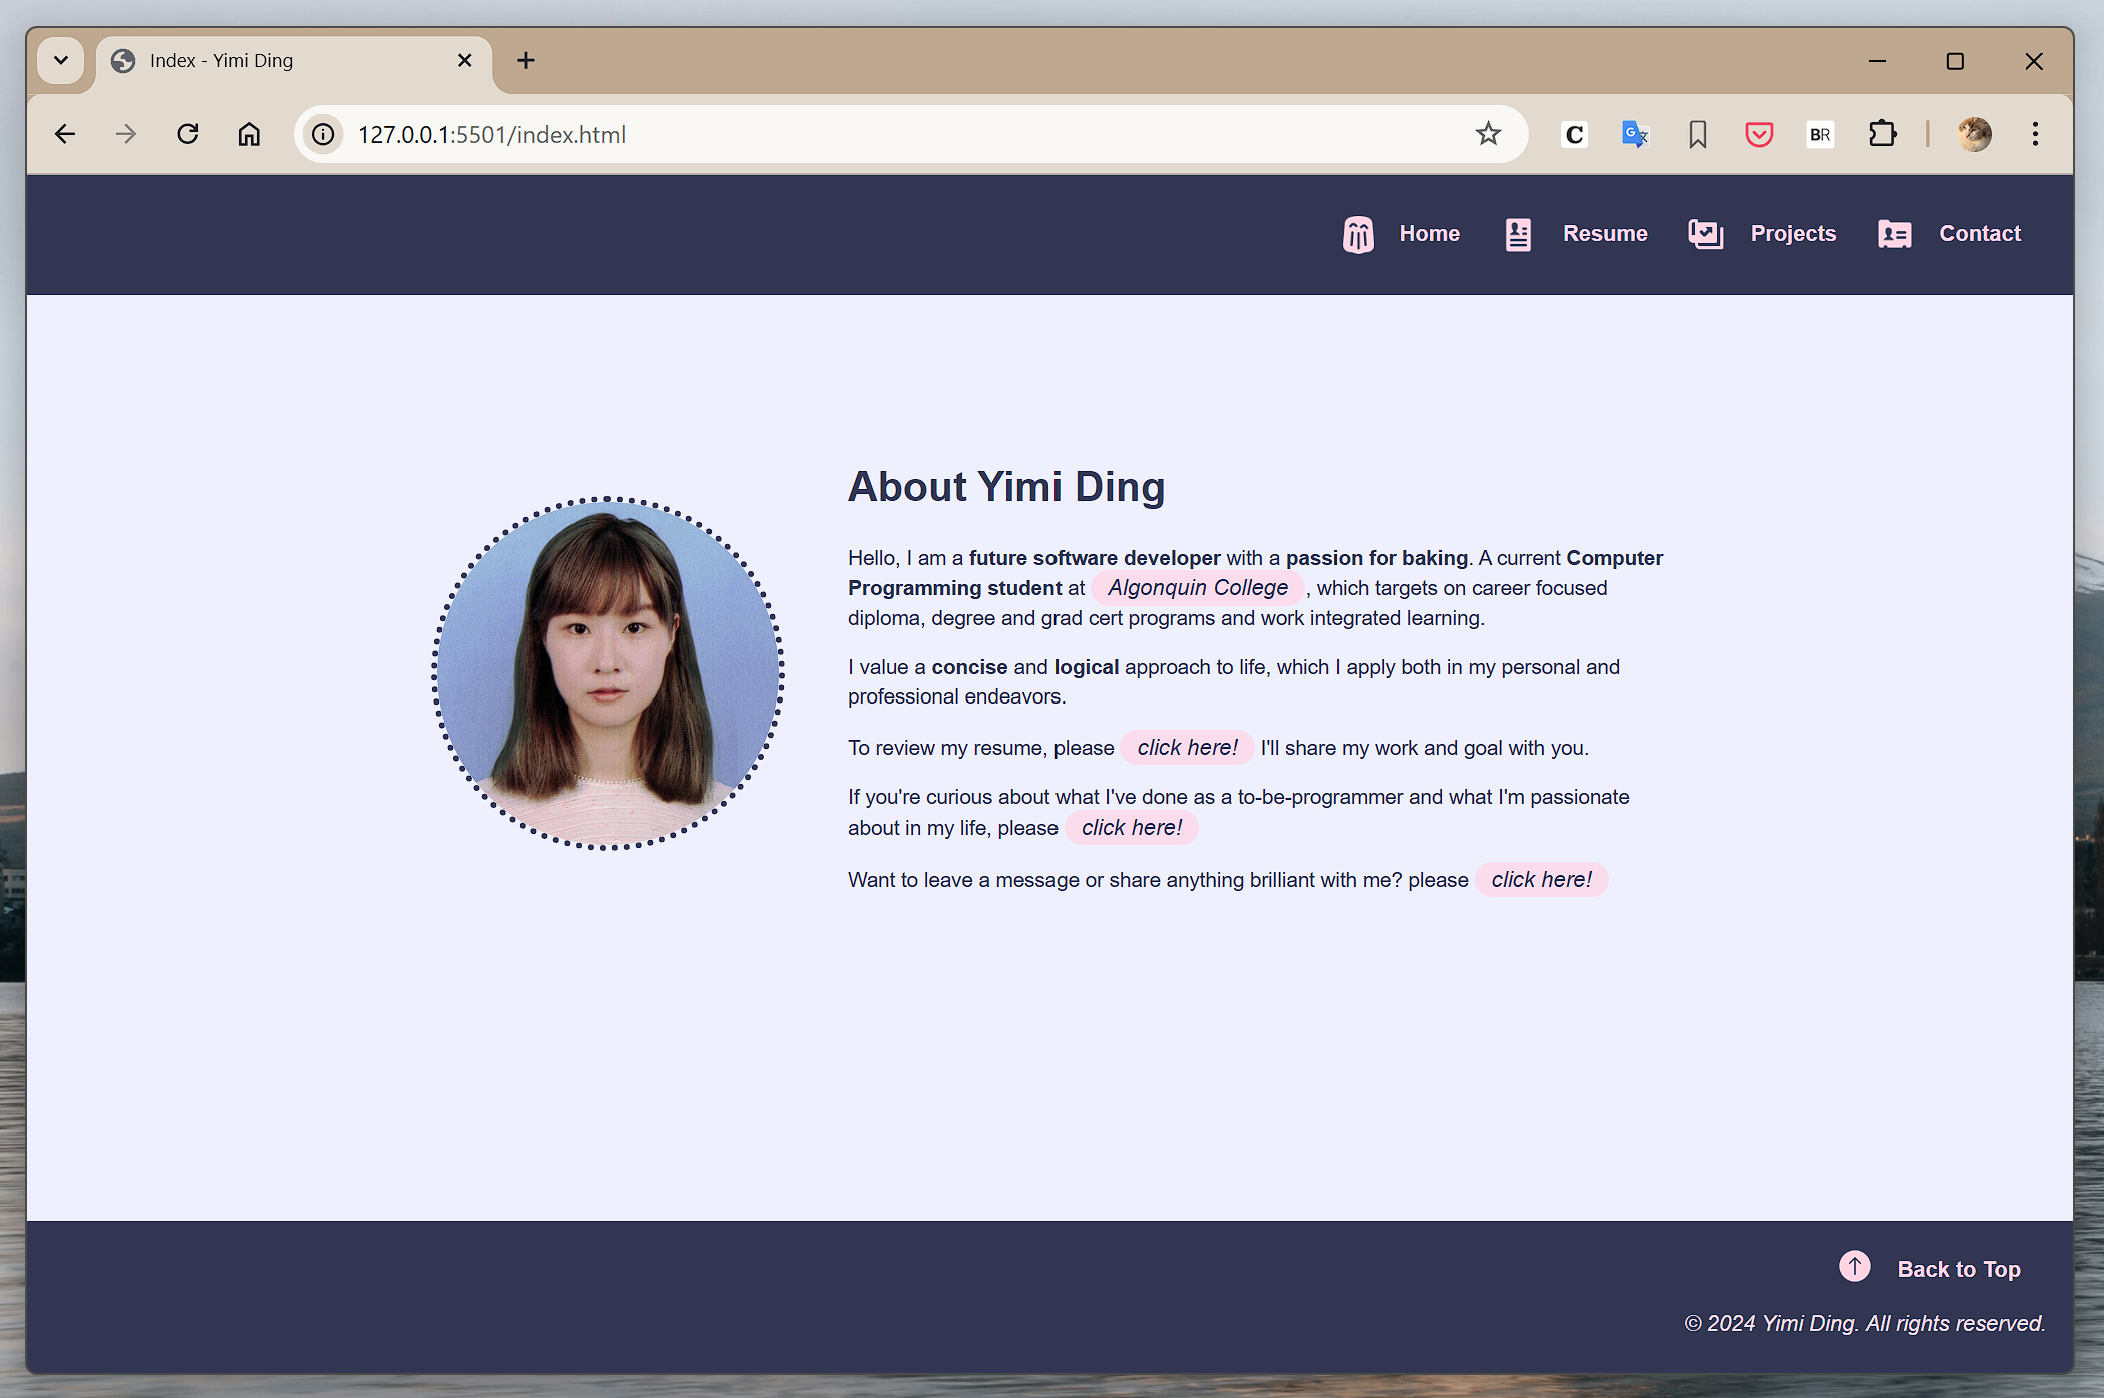 Index - Yimi Ding
127.0.0.1:5501/index.html
C
G
BR
Home
Resume
Projects
Contact
About Yimi Ding
Hello, I am a future software developer with a passion for baking. A current Computer
Programming student at Algonquin College , which targets on career focused
diploma, degree and grad cert programs and work integrated learning.
I value a concise and logical approach to life, which I apply both in my personal and
professional endeavors.
To review my resume, please click here! I'll share my work and goal with you.
If you're curious about what I've done as a to-be-programmer and what I'm passionate
about in my life, please click here!
Want to leave a message or share anything brilliant with me? please click here!
Back to Top
© 2024 Yimi Ding. All rights reserved.